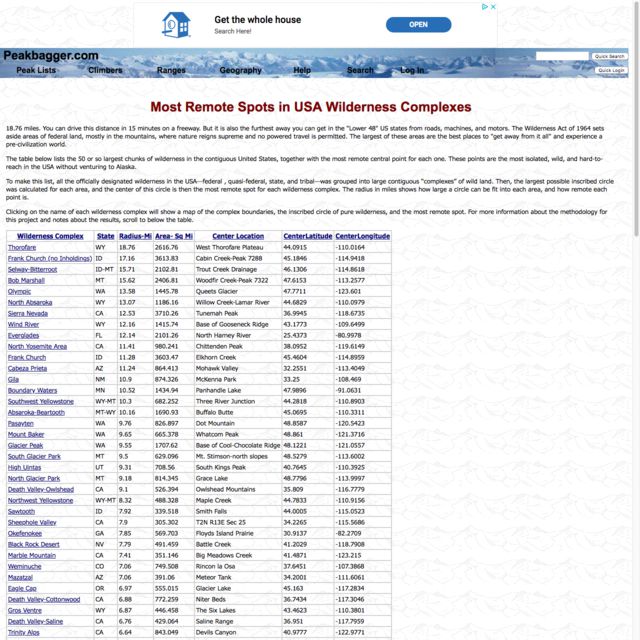 Get the whole house
Search Here!
OPEN
Peakbagger.com
Quick Search
Peak Lists Climbers Ranges Geography Help Search Log In
Quick Login
Most Remote Spots in USA Wilderness Complexes
18.76 miles. You can drive this distance in 15 minutes on a freeway. But it is also the furthest away you can get in the "Lower 48" US states from roads, machines, and motors. The Wilderness Act of 1964 sets
aside areas of federal land, mostly in the mountains, where nature reigns supreme and no powered travel is permitted. The largest of these areas are the best places to "get away from it all" and experience a
pre-civilization world.
The table below lists the 50 or so largest chunks of wilderness in the contiguous United States, together with the most remote central point for each one. These points are the most isolated, wild, and hard-to-
reach in the USA without venturing to Alaska.
To make this list, all the officially designated wilderness in the USA--federal , quasi-federal, state, and tribal--was grouped into large contiguous "complexes" of wild land. Then, the largest possible inscribed circle
was calculated for each area, and the center of this circle is then the most remote spot for each wilderness complex. The radius in miles shows how large a circle can be fit into each area, and how remote each
point is.
Clicking on the name of each wilderness complex will show a map of the complex boundaries, the inscribed circle of pure wilderness, and the most remote spot. For more information about the methodology for
this project and notes about the results, scroll to below the table.
Wilderness Complex State Radius-Mi Area- Sq Mi Center Location CenterLatitude CenterLongitude
Thorofare WY 18.76 2616.76 West Thorofare Plateau 44.0915 -110.0164
Frank Church (no Inholdings) ID 17.16 3613.83 Cabin Creek-Peak 7288 45.1846 -114.9418
Selway-Bitterroot ID-MT 15.71 2102.81 Trout Creek Drainage 46.1306 -114.8618
Bob Marshall MT 15.62 2406.81 Woodfir Creek-Peak 7322 47.6153 -113.2577
Olympic WA 13.58 1445.78 Queets Glacier 47.7711 -123.601
North Absaroka WY 13.07 1186.16 Willow Creek-Lamar River 44.6829 -110.0979
Sierra Nevada CA 12.53 3710.26 Tunemah Peak 36.9945 -118.6735
Wind River WY 12.16 1415.74 Base of Gooseneck Ridge 43.1773 -109.6499
Everglades FL 12.14 2101.26 North Harney River 25.4373 -80.9978
North Yosemite Area CA 11.41 980.241 Chittenden Peak 38.0952 -119.6149
Frank Church ID 11.28 3603.47 Elkhorn Creek 45.4604 -114.8959
Cabeza Prieta AZ 11.24 864.413 Mohawk Valley 32.2551 -113.4049
Gila NM 10.9 874.326 McKenna Park 33.25 -108.469
Boundary Waters MN 10.52 1434.94 Panhandle Lake 47.9896 -91.0631
Southwest Yellowstone WY-MT 10.3 682.252 Three River Junction 44.2818 -110.8903
Absaroka-Beartooth MT-WY 10.16 1690.93 Buffalo Butte 45.0695 -110.3311
Pasayten WA 9.76 826.897 Dot Mountain 48.8587 -120.5423
Mount Baker WA 9.65 665.378 Whatcom Peak 48.861 -121.3716
Glacier Peak WA 9.55 1707.62 Base of Cool-Chocolate Ridge 48.1221 -121.0557
South Glacier Park MT 9.5 629.096 Mt. Stimson-north slopes 48.5279 -113.6002
High Uintas UT 9.31 708.56 South Kings Peak 40.7645 -110.3925
North Glacier Park MT 9.18 814.345 Grace Lake 48.7796 -113.9997
Death Valley-Owlshead CA 9.1 526.394 Owlshead Mountains 35.809 -116.7779
Northwest Yellowstone WY-MT 8.32 488.328 Maple Creek 44.7833 -110.9156
Sawtooth ID 7.92 339.518 Smith Falls 44.0005 -115.0523
Sheephole Valley CA 7.9 305.302 T2N R13E Sec 25 34.2265 -115.5686
Okefenokee GA 7.85 569.703 Floyds Island Prairie 30.9137 -82.2709
Black Rock Desert NV 7.79 491.459 Battle Creek 41.2029 -118.7908
Marble Mountain CA 7.41 351.146 Big Meadows Creek 41.4871 -123.215
Weminuche CO 7.06 749.508 Rincon la Osa 37.6451 -107.3868
Mazatzal AZ 7.06 391.06 Meteor Tank 34.2001 -111.6061
Eagle Cap OR 6.97 555.015 Glacier Lake 45.163 -117.2834
Death Valley-Cottonwood CA 6.88 772.259 Niter Beds 36.7434 -117.3046
Gros Ventre WY 6.87 446.458 The Six Lakes 43.4623 -110.3801
Death Valley-Saline CA 6.76 429.064 Saline Range 36.951 -117.7959
Trinity Alps CA 6.64 843.049 Devils Canyon 40.9777 -122.9771